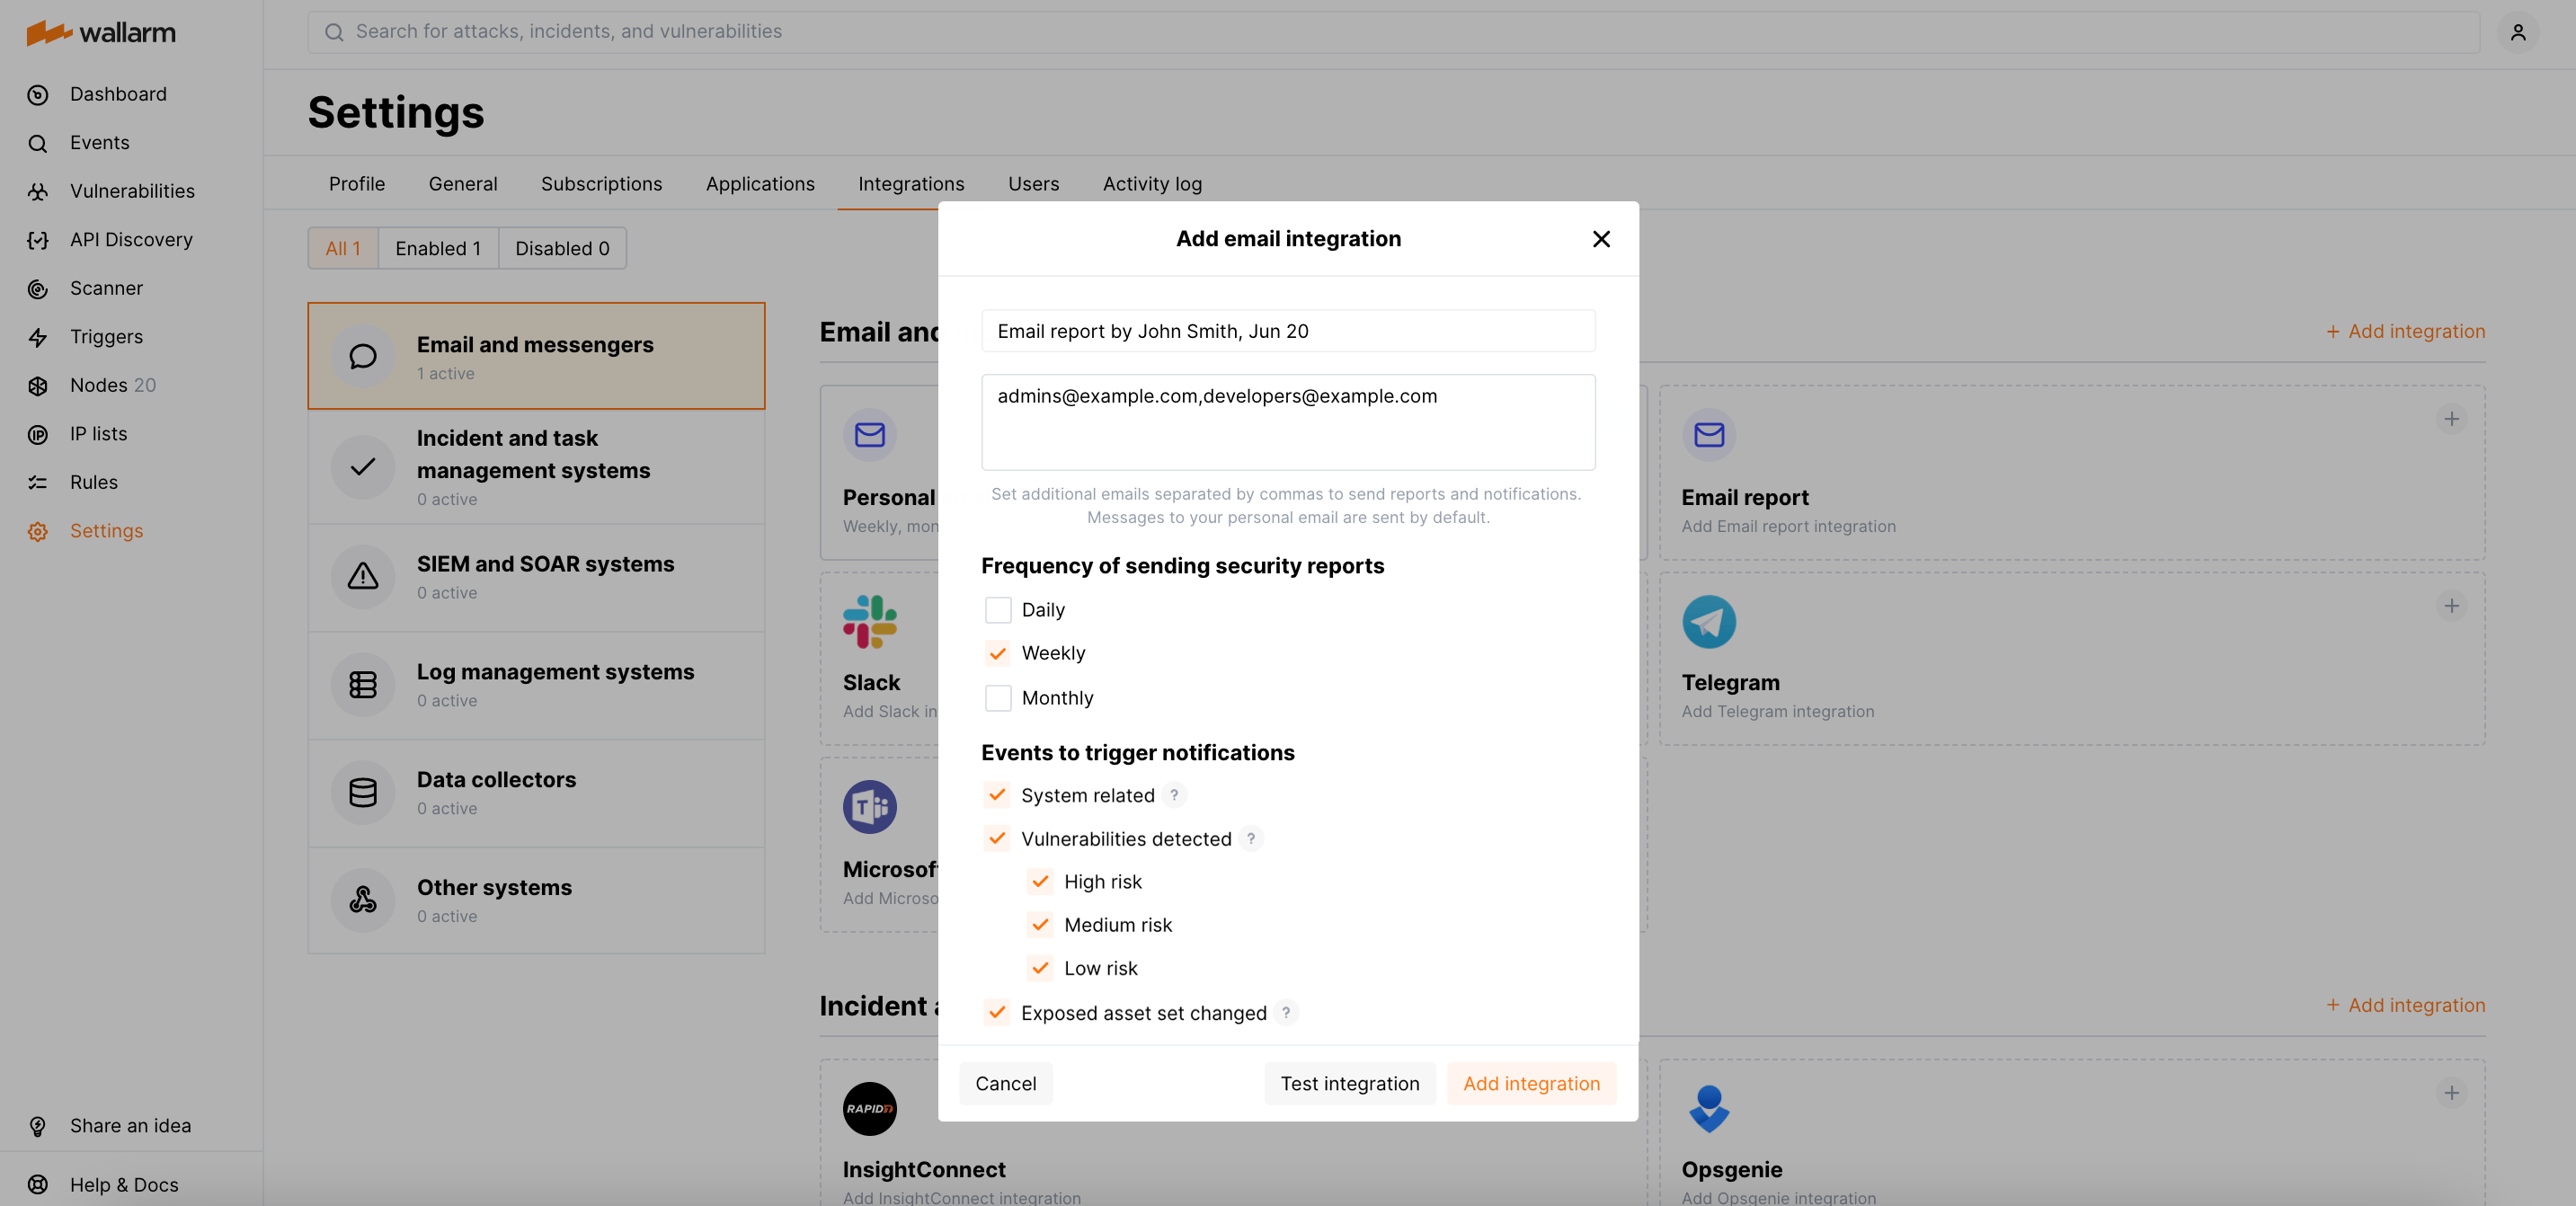 wallarm
Search for attacks, incidents, and vulnerabilities
Dashboard
Events
Vulnerabilities
API Discovery
Scanner
Triggers
Nodes 20
IP lists
Rules
Settings
Share an idea
Help & Docs
Settings
Profile
General
Subscriptions
Applications
Integrations
Users
Activity log
All 1
Enabled 1
Disabled 0
Email and messengers
1 active
Incident and task
management systems
0 active
SIEM and SOAR systems
0 active
Log management systems
0 active
Data collectors
0 active
Other systems
0 active
Email and
+ Add integration
Personal
Weekly, mon
Email report
Add Email report integration
Slack
Add Slack in
Telegram
Add Telegram integration
Microsof
Add Microso
Incident
+ Add integration
RAPID7
InsightConnect
Add InsightConnect integration
Opsgenie
Add Opsgenie integration
Add email integration
Email report by John Smith, Jun 20
admins@example.com,developers@example.com
Set additional emails separated by commas to send reports and notifications.
Messages to your personal email are sent by default.
Frequency of sending security reports
Daily
Weekly
Monthly
Events to trigger notifications
System related ?
Vulnerabilities detected ?
High risk
Medium risk
Low risk
Exposed asset set changed ?
Cancel
Test integration
Add integration